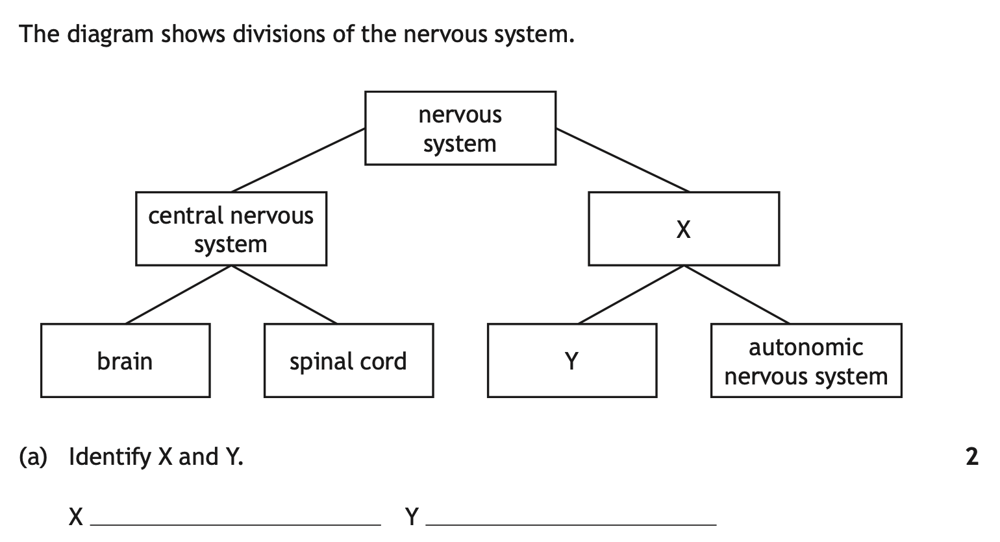 The diagram shows divisions of the nervous system.
nervous
system
central nervous
system
X
brain
spinal cord
Y
autonomic
nervous system
(a) Identify X and Y. 2
X Y